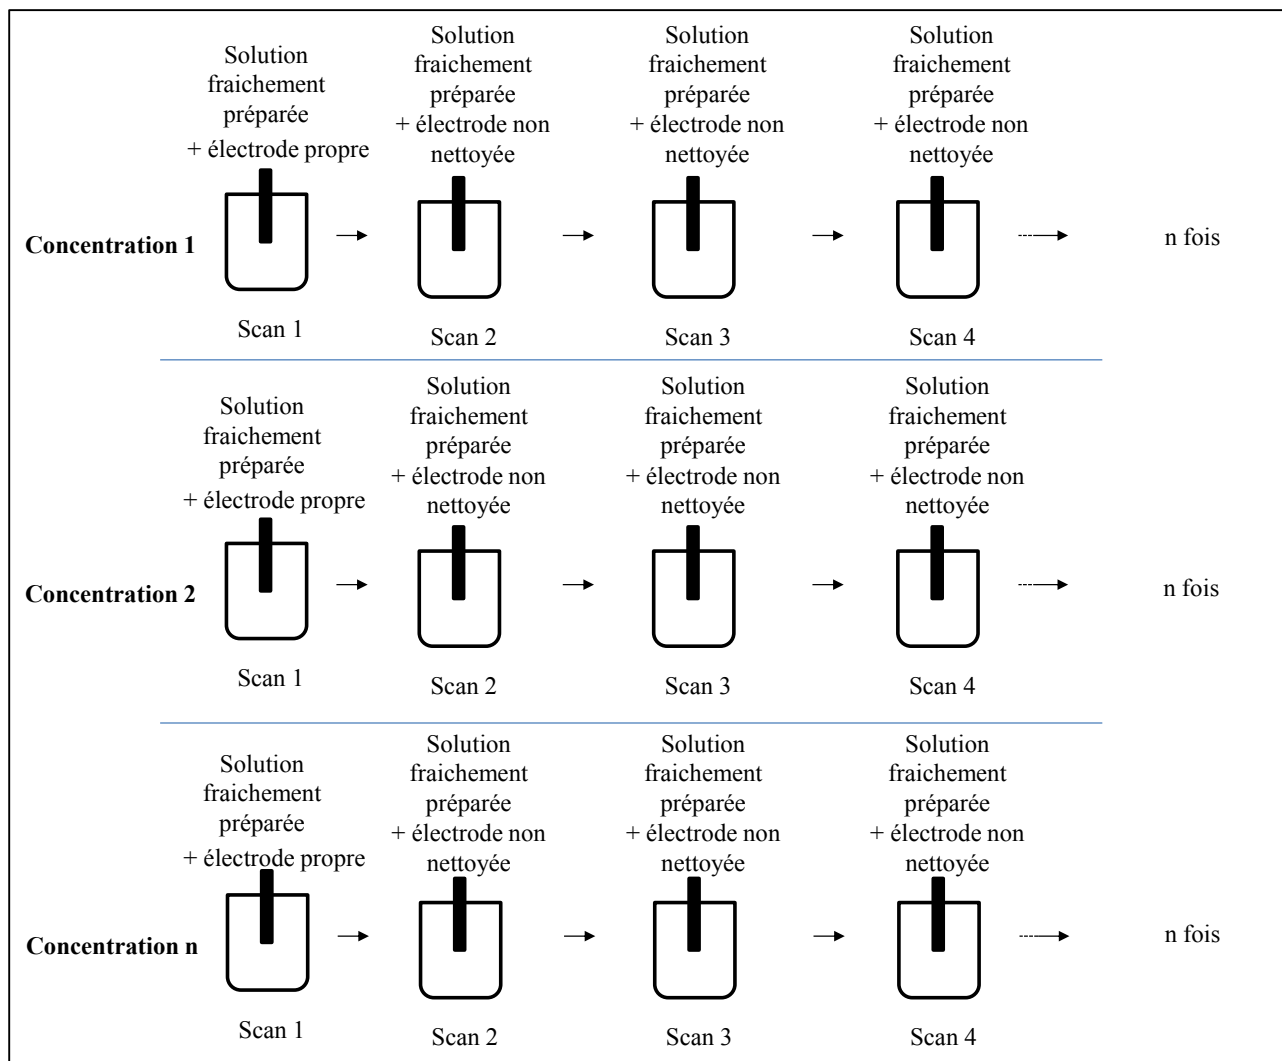 Solution
fraichement
préparée
+ électrode propre
Solution
fraichement
préparée
+ électrode non
nettoyée
Solution
fraichement
préparée
+ électrode non
nettoyée
Solution
fraichement
préparée
+ électrode non
nettoyée
Concentration 1
n fois
Scan 1
Scan 2
Scan 3
Scan 4
Solution
fraichement
préparée
+ électrode propre
Solution
fraichement
préparée
+ électrode non
nettoyée
Solution
fraichement
préparée
+ électrode non
nettoyée
Solution
fraichement
préparée
+ électrode non
nettoyée
Concentration 2
n fois
Scan 1
Scan 2
Scan 3
Scan 4
Solution
fraichement
préparée
+ électrode propre
Solution
fraichement
préparée
+ électrode non
nettoyée
Solution
fraichement
préparée
+ électrode non
nettoyée
Solution
fraichement
préparée
+ électrode non
nettoyée
Concentration n
n fois
Scan 1
Scan 2
Scan 3
Scan 4